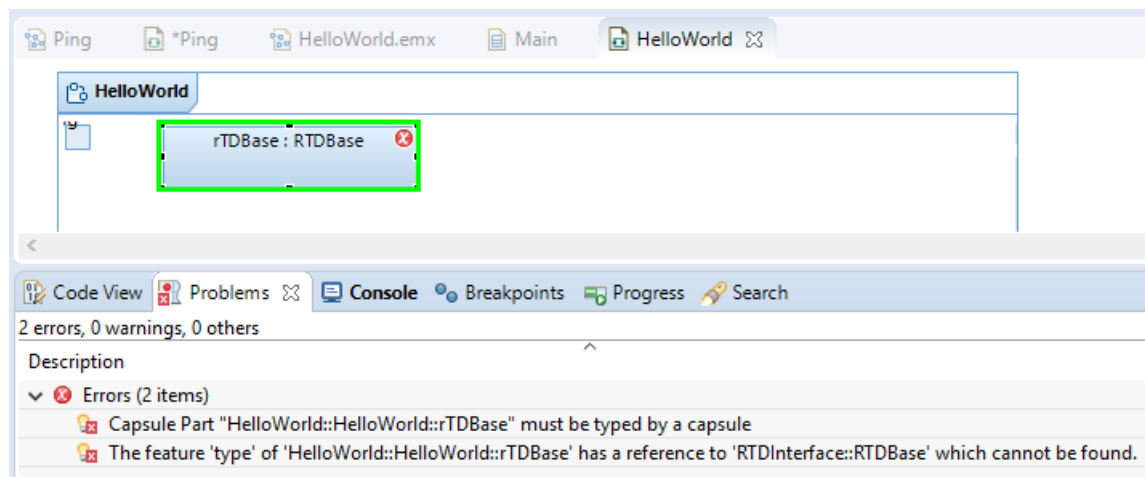 Ping *Ping HelloWorld.emx Main HelloWorld
HelloWorld
rTDBase : RTDBase
Code View Problems Console Breakpoints Progress Search
2 errors, 0 warnings, 0 others
Description
Errors (2 items)
Capsule Part "HelloWorld::HelloWorld::rTDBase" must be typed by a capsule
The feature 'type' of 'HelloWorld::HelloWorld::rTDBase' has a reference to 'RTDInterface::RTDBase' which cannot be found.